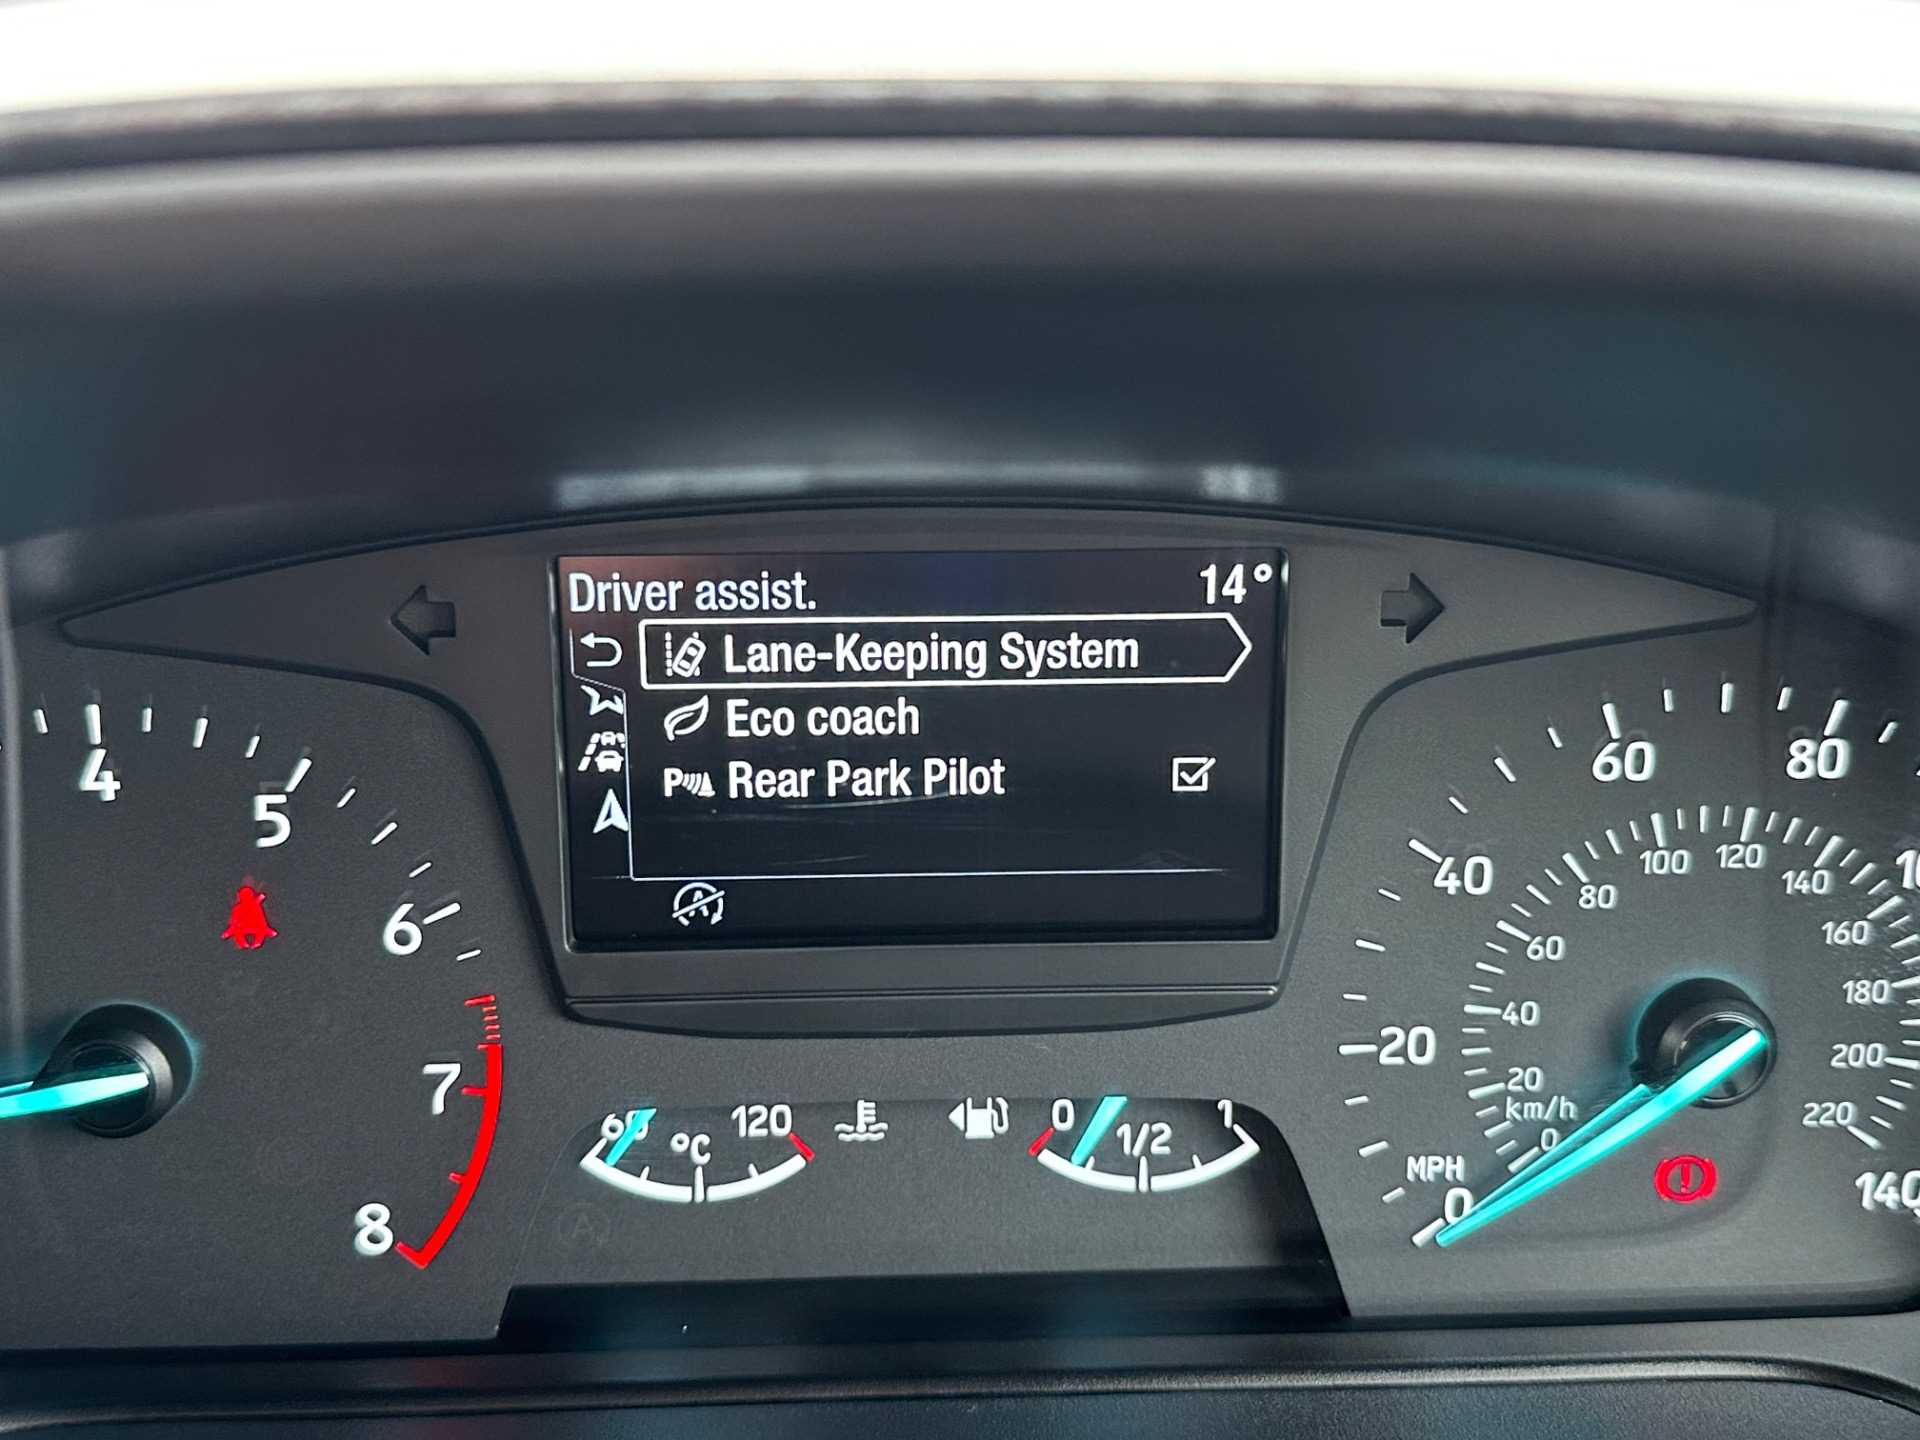 Driver assist. 14°
Lane-Keeping System
Eco coach
P Rear Park Pilot
A
4
5
6
7
8
60 °C 120
0 1/2 1
20
40
60
80
140
MPH
0
0
20
km/h
40
60
80
100
120
140
160
180
200
220